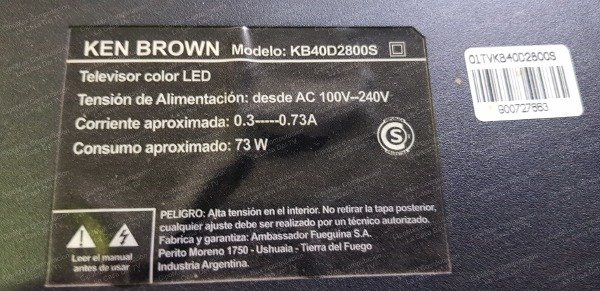 KEN BROWN Modelo: KB40D2800S
Televisor color LED
Tensión de Alimentación: desde AC 100V--240V
Corriente aproximada: 0.3-----0.73A
Consumo aproximado: 73 W
S
PELIGRO: Alta tensión en el interior. No retirar la tapa posterior,
cualquier ajuste debe ser realizado por un técnico autorizado.
Fabrica y garantiza: Ambassador Fueguina S.A.
Perito Moreno 1750 - Ushuaia - Tierra del Fuego
Industria Argentina.
Leer el manual
antes de usar
01TVKB40D2800S